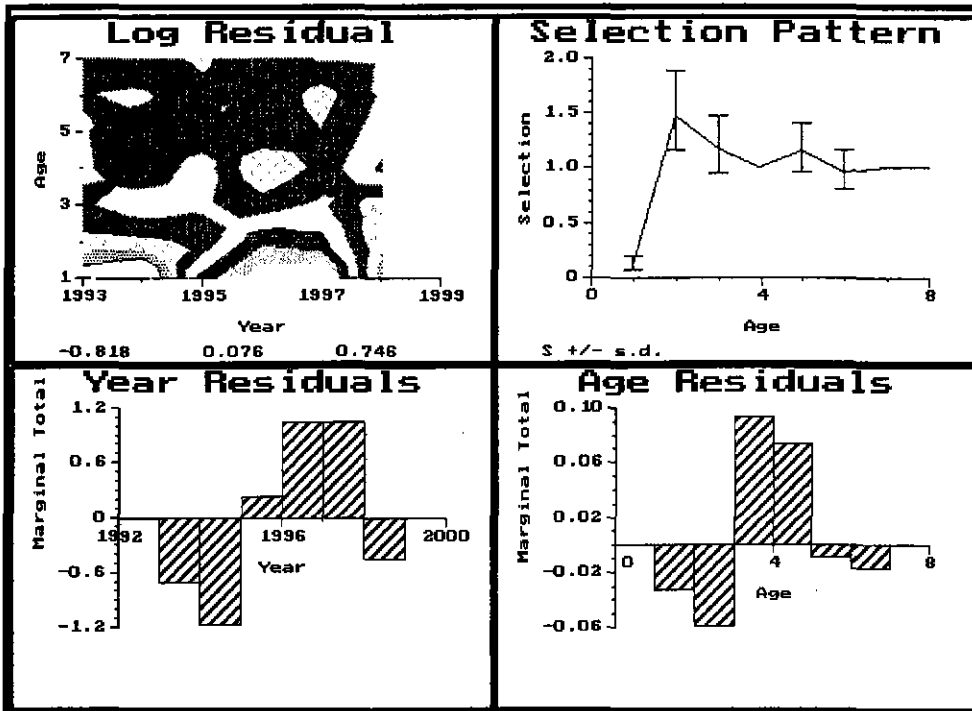 Log Residual
7
5
3
1
Age
1993 1995 1997 1999
Year
-0.818 0.076 0.746
Selection Pattern
2.0
1.5
1.0
0.5
0
Selection
0 4 8
Age
S +/- s.d.
Year Residuals
1.2
0.6
0
-0.6
-1.2
Marginal Total
1992 1996 2000
Year
Age Residuals
0.10
0.06
0.02
-0.02
-0.06
Marginal Total
0 4 8
Age